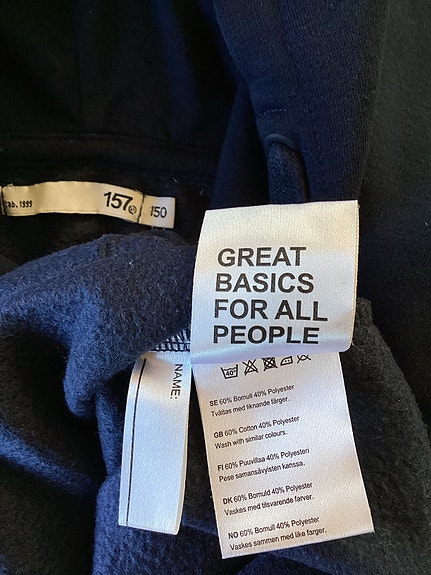 Estab. 1999
157
150
GREAT
BASICS
FOR ALL
PEOPLE
40°
SE 60% Bomull 40% Polyester
Tvättas med liknande färger.
GB 60% Cotton 40% Polyester
Wash with similar colours.
FI 60% Puuvillaa 40% Polyesteri
Pese samansävyisten kanssa.
DK 60% Bomuld 40% Polyester
Vaskes med tilsvarende farver.
NO 60% Bomull 40% Polyester
Vaskes sammen med like farger.
NAME: